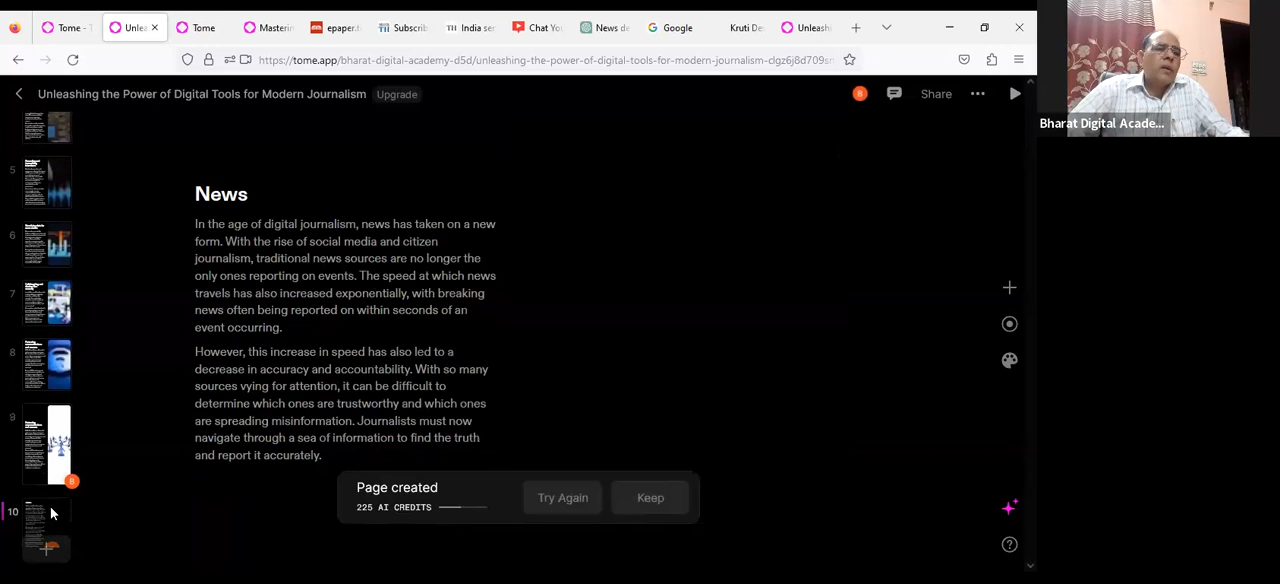 Tome -
Unlea
Tome
Masterin
epaper.
Subscrib
TH India ser
Chat You
News de
Google
Kruti De
Unleash
https://tome.app/bharat-digital-academy-d5d/unleashing-the-power-of-digital-tools-for-modern-journalism-clgz6j8d709sm
Unleashing the Power of Digital Tools for Modern Journalism Upgrade
B Share
Bharat Digital Acade...
5
6
7
8
9
B
10
News
In the age of digital journalism, news has taken on a new
form. With the rise of social media and citizen
journalism, traditional news sources are no longer the
only ones reporting on events. The speed at which news
travels has also increased exponentially, with breaking
news often being reported on within seconds of an
event occurring.
However, this increase in speed has also led to a
decrease in accuracy and accountability. With so many
sources vying for attention, it can be difficult to
determine which ones are trustworthy and which ones
are spreading misinformation. Journalists must now
navigate through a sea of information to find the truth
and report it accurately.
Page created
225 AI CREDITS
Try Again
Keep